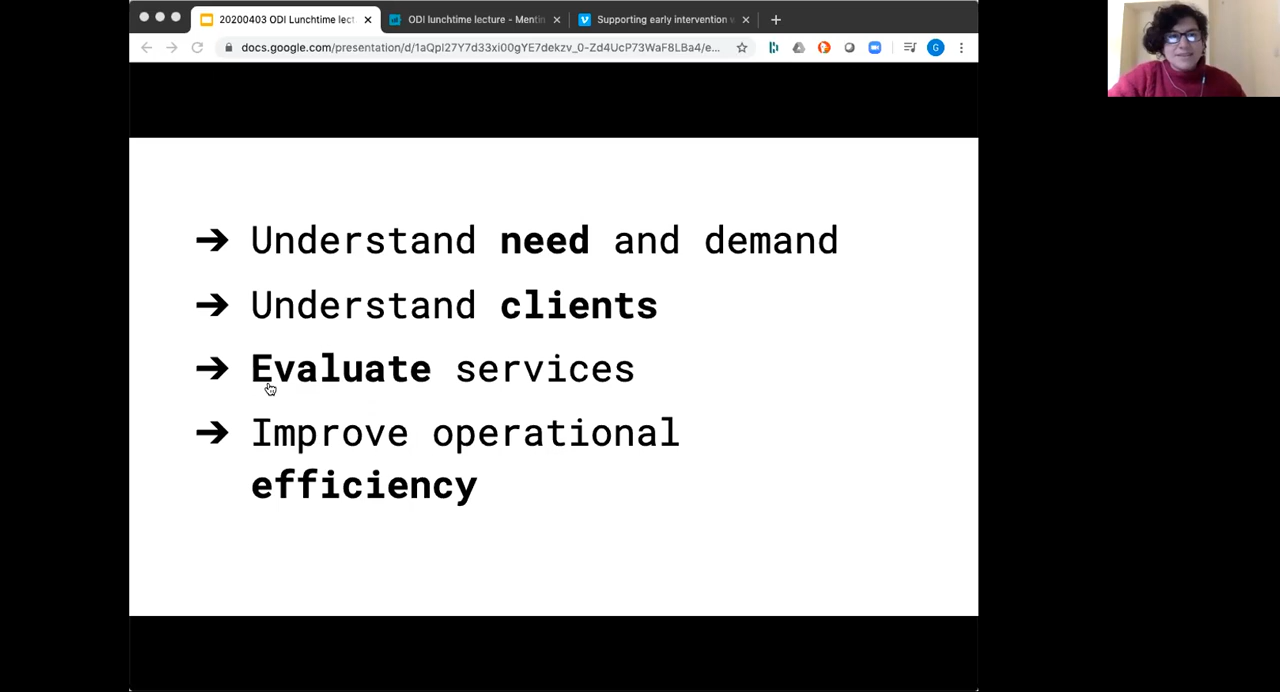 20200403 ODI Lunchtime lect
ODI lunchtime lecture - Mentin
Supporting early intervention w
docs.google.com/presentation/d/1aQpl27Y7d33xi00gYE7dekzv_0-Zd4UcP73WaF8LBa4/e...
G
➔ Understand need and demand
➔ Understand clients
➔ Evaluate services
➔ Improve operational
efficiency